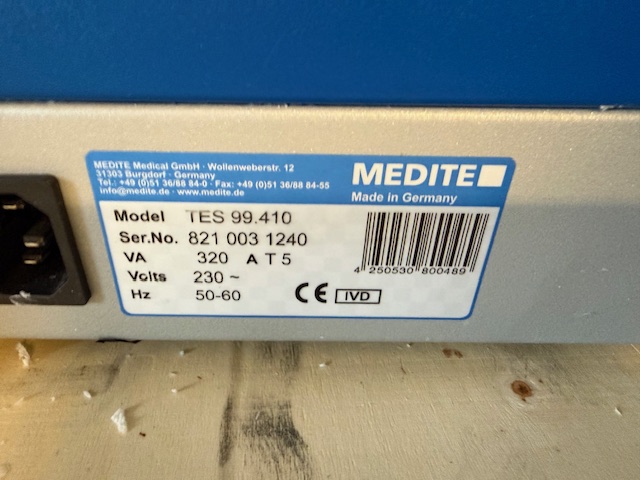 MEDITE Medical GmbH · Wollenweberstr. 12
31303 Burgdorf · Germany
Tel.: +49 (0)51 36/88 84-0 · Fax: +49 (0)51 36/88 84-55
info@medite.de · www.medite.de
MEDITE
Made in Germany
Model TES 99.410
Ser.No. 821 003 1240
VA 320 A T 5
Volts 230 ~
Hz 50-60
CE IVD
4 250530 800489